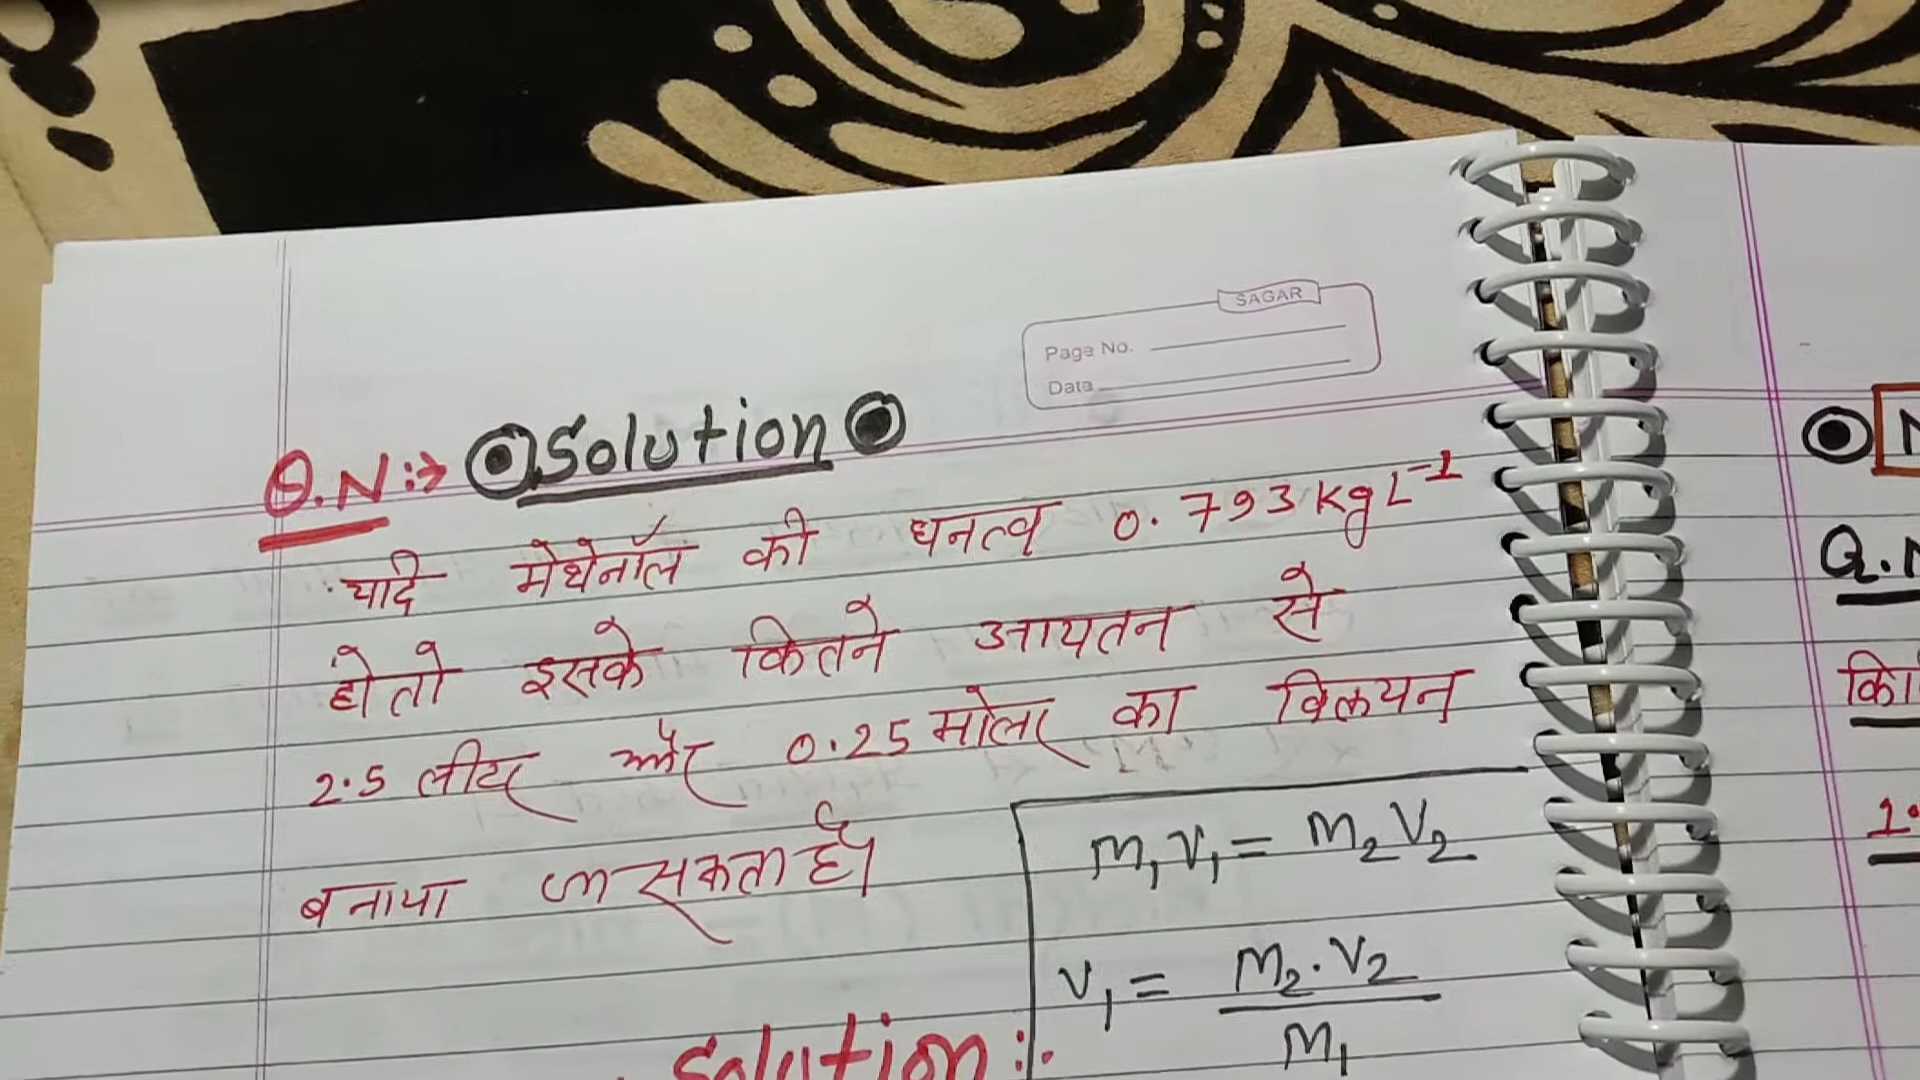 SAGAR
Page No.
Date
Q.N:→ Solution
यदि मेथेनॉल की घनत्व 0.793 kg L⁻¹
हो तो इसके कितने आयतन से
2.5 लीटर और 0.25 मोलर का विलयन
बनाया जा सकता है।
M₁V₁ = M₂V₂
V₁ = M₂.V₂
M₁
Solution:.
Q.N
1.